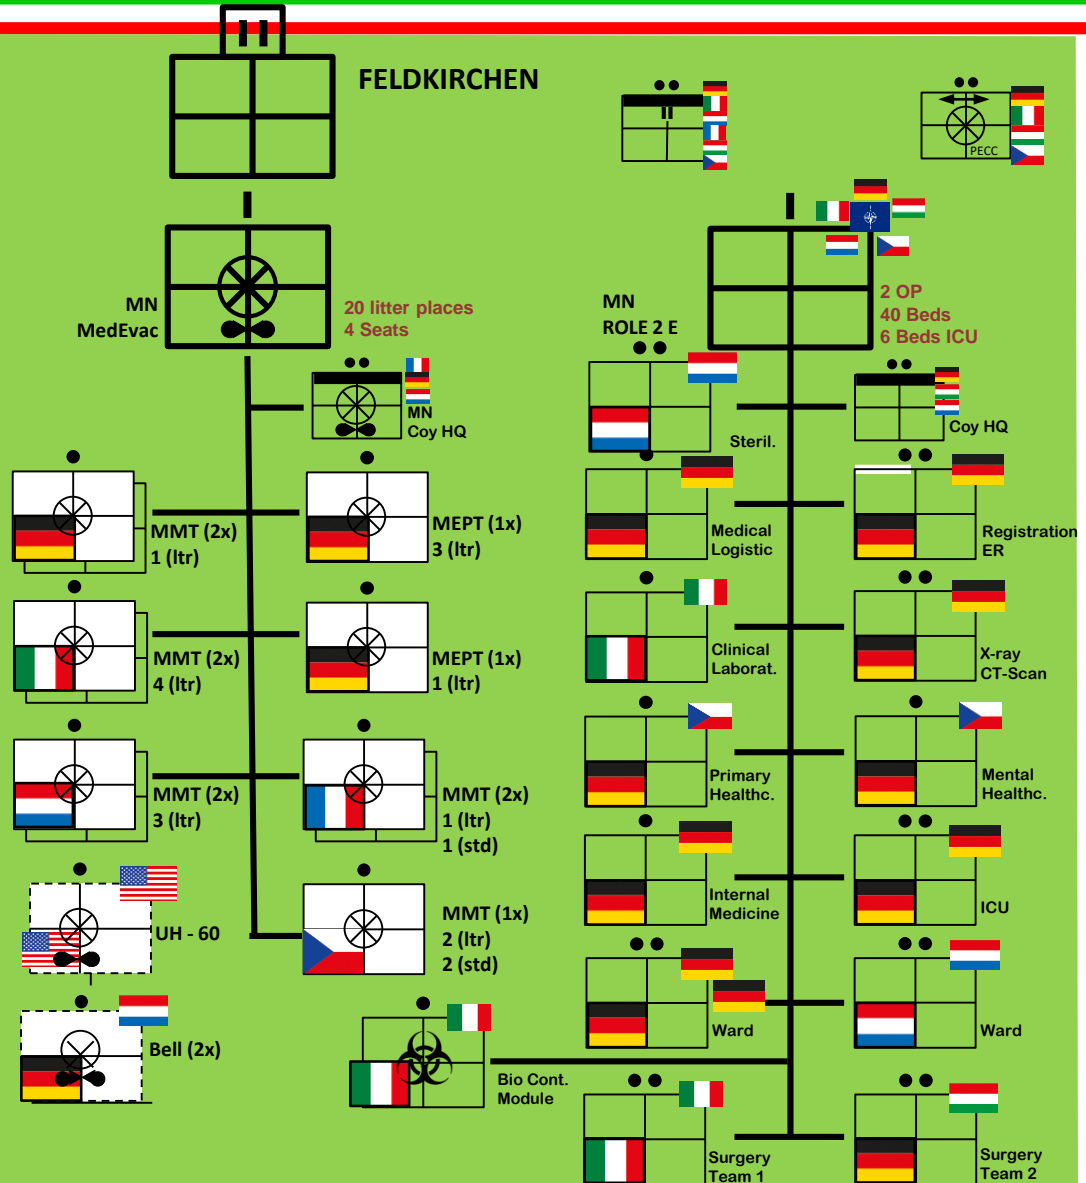 FELDKIRCHEN
PECC
MN
MedEvac
20 litter places
4 Seats
MN
ROLE 2 E
2 OP
40 Beds
6 Beds ICU
MN
Coy HQ
Steril.
Coy HQ
MMT (2x)
1 (ltr)
MEPT (1x)
3 (ltr)
Medical
Logistic
Registration
ER
MMT (2x)
4 (ltr)
MEPT (1x)
1 (ltr)
Clinical
Laborat.
X-ray
CT-Scan
MMT (2x)
3 (ltr)
MMT (2x)
1 (ltr)
1 (std)
Primary
Healthc.
Mental
Healthc.
UH - 60
MMT (1x)
2 (ltr)
2 (std)
Internal
Medicine
ICU
Bell (2x)
Ward
Ward
Bio Cont.
Module
Surgery
Team 1
Surgery
Team 2